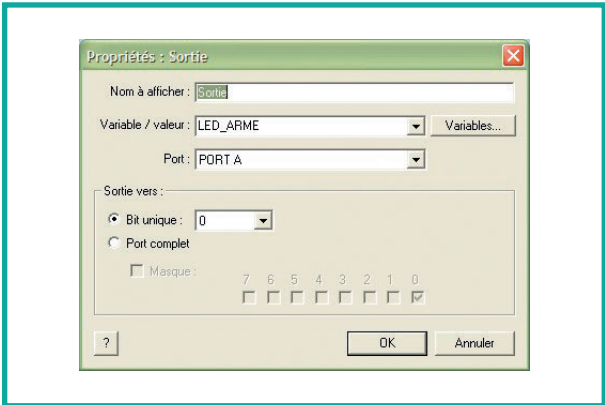 Propriétés : Sortie
Nom à afficher : Sortie
Variable / valeur : LED_ARME Variables...
Port : PORT A
Sortie vers :
Bit unique : 0
Port complet
Masque :
7 6 5 4 3 2 1 0
? OK Annuler